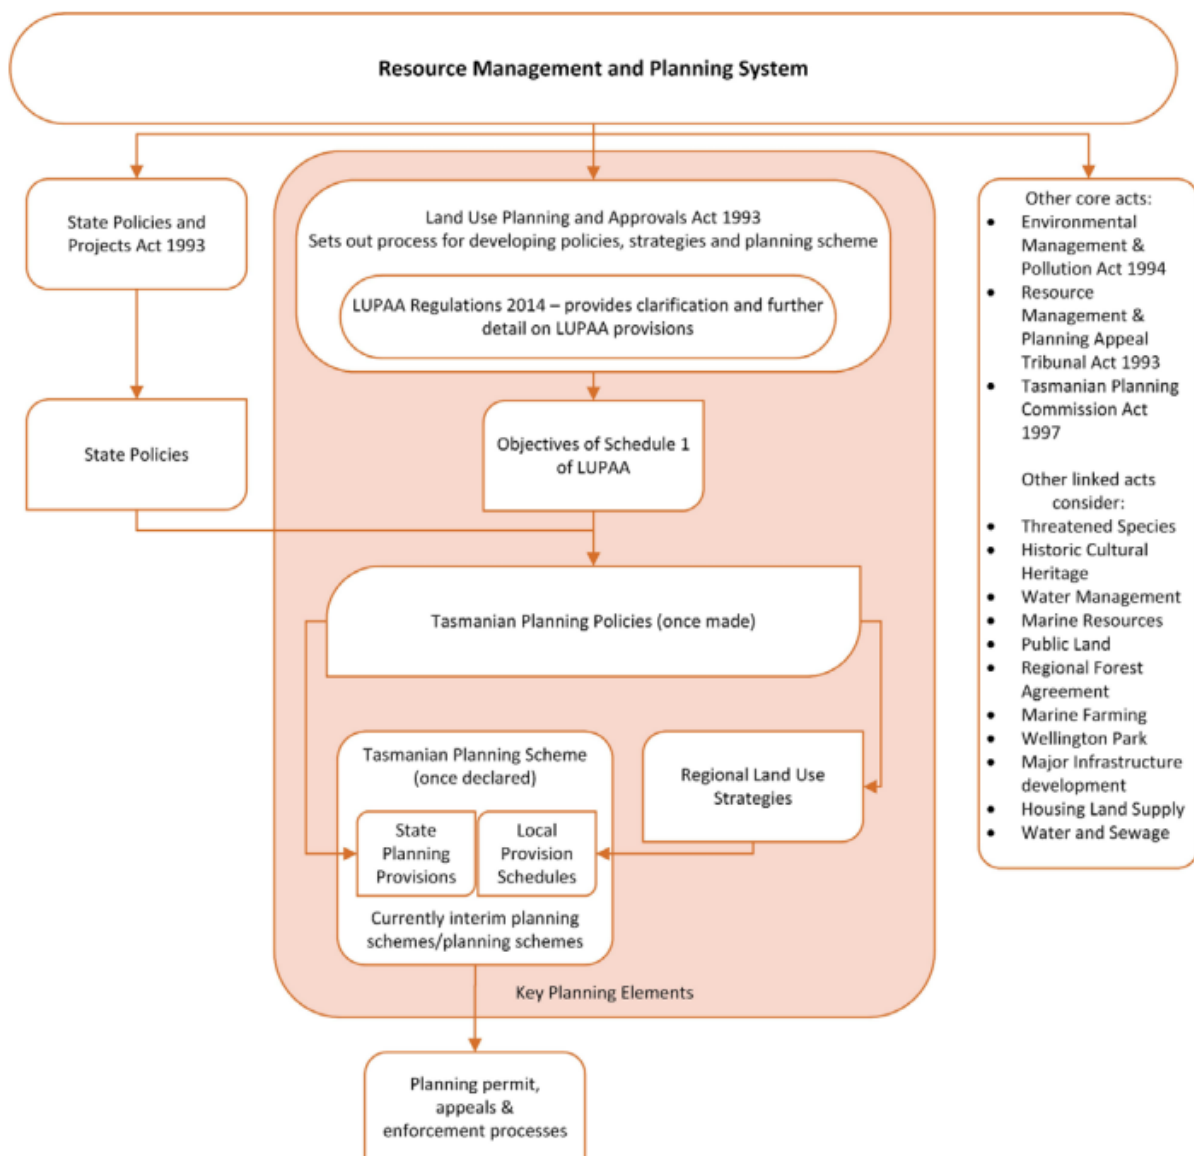 Resource Management and Planning System
State Policies and
Projects Act 1993
State Policies
Land Use Planning and Approvals Act 1993
Sets out process for developing policies, strategies and planning scheme
LUPAA Regulations 2014 – provides clarification and further
detail on LUPAA provisions
Objectives of Schedule 1
of LUPAA
Tasmanian Planning Policies (once made)
Tasmanian Planning Scheme
(once declared)
State
Planning
Provisions
Local
Provision
Schedules
Currently interim planning
schemes/planning schemes
Regional Land Use
Strategies
Key Planning Elements
Planning permit,
appeals &
enforcement processes
Other core acts:
• Environmental
Management &
Pollution Act 1994
• Resource
Management &
Planning Appeal
Tribunal Act 1993
• Tasmanian Planning
Commission Act
1997
Other linked acts
consider:
• Threatened Species
• Historic Cultural
Heritage
• Water Management
• Marine Resources
• Public Land
• Regional Forest
Agreement
• Marine Farming
• Wellington Park
• Major Infrastructure
development
• Housing Land Supply
• Water and Sewage